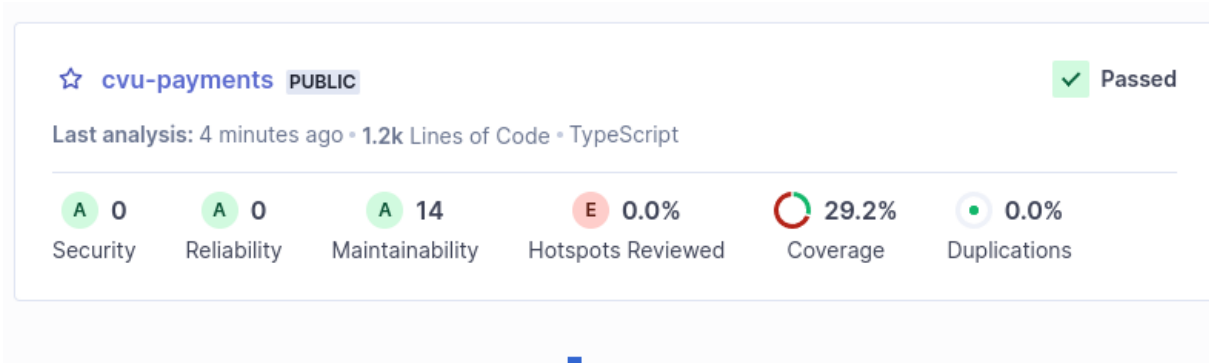 cvu-payments PUBLIC Passed
Last analysis: 4 minutes ago • 1.2k Lines of Code • TypeScript
A 0 A 0 A 14 E 0.0% 29.2% 0.0%
Security Reliability Maintainability Hotspots Reviewed Coverage Duplications